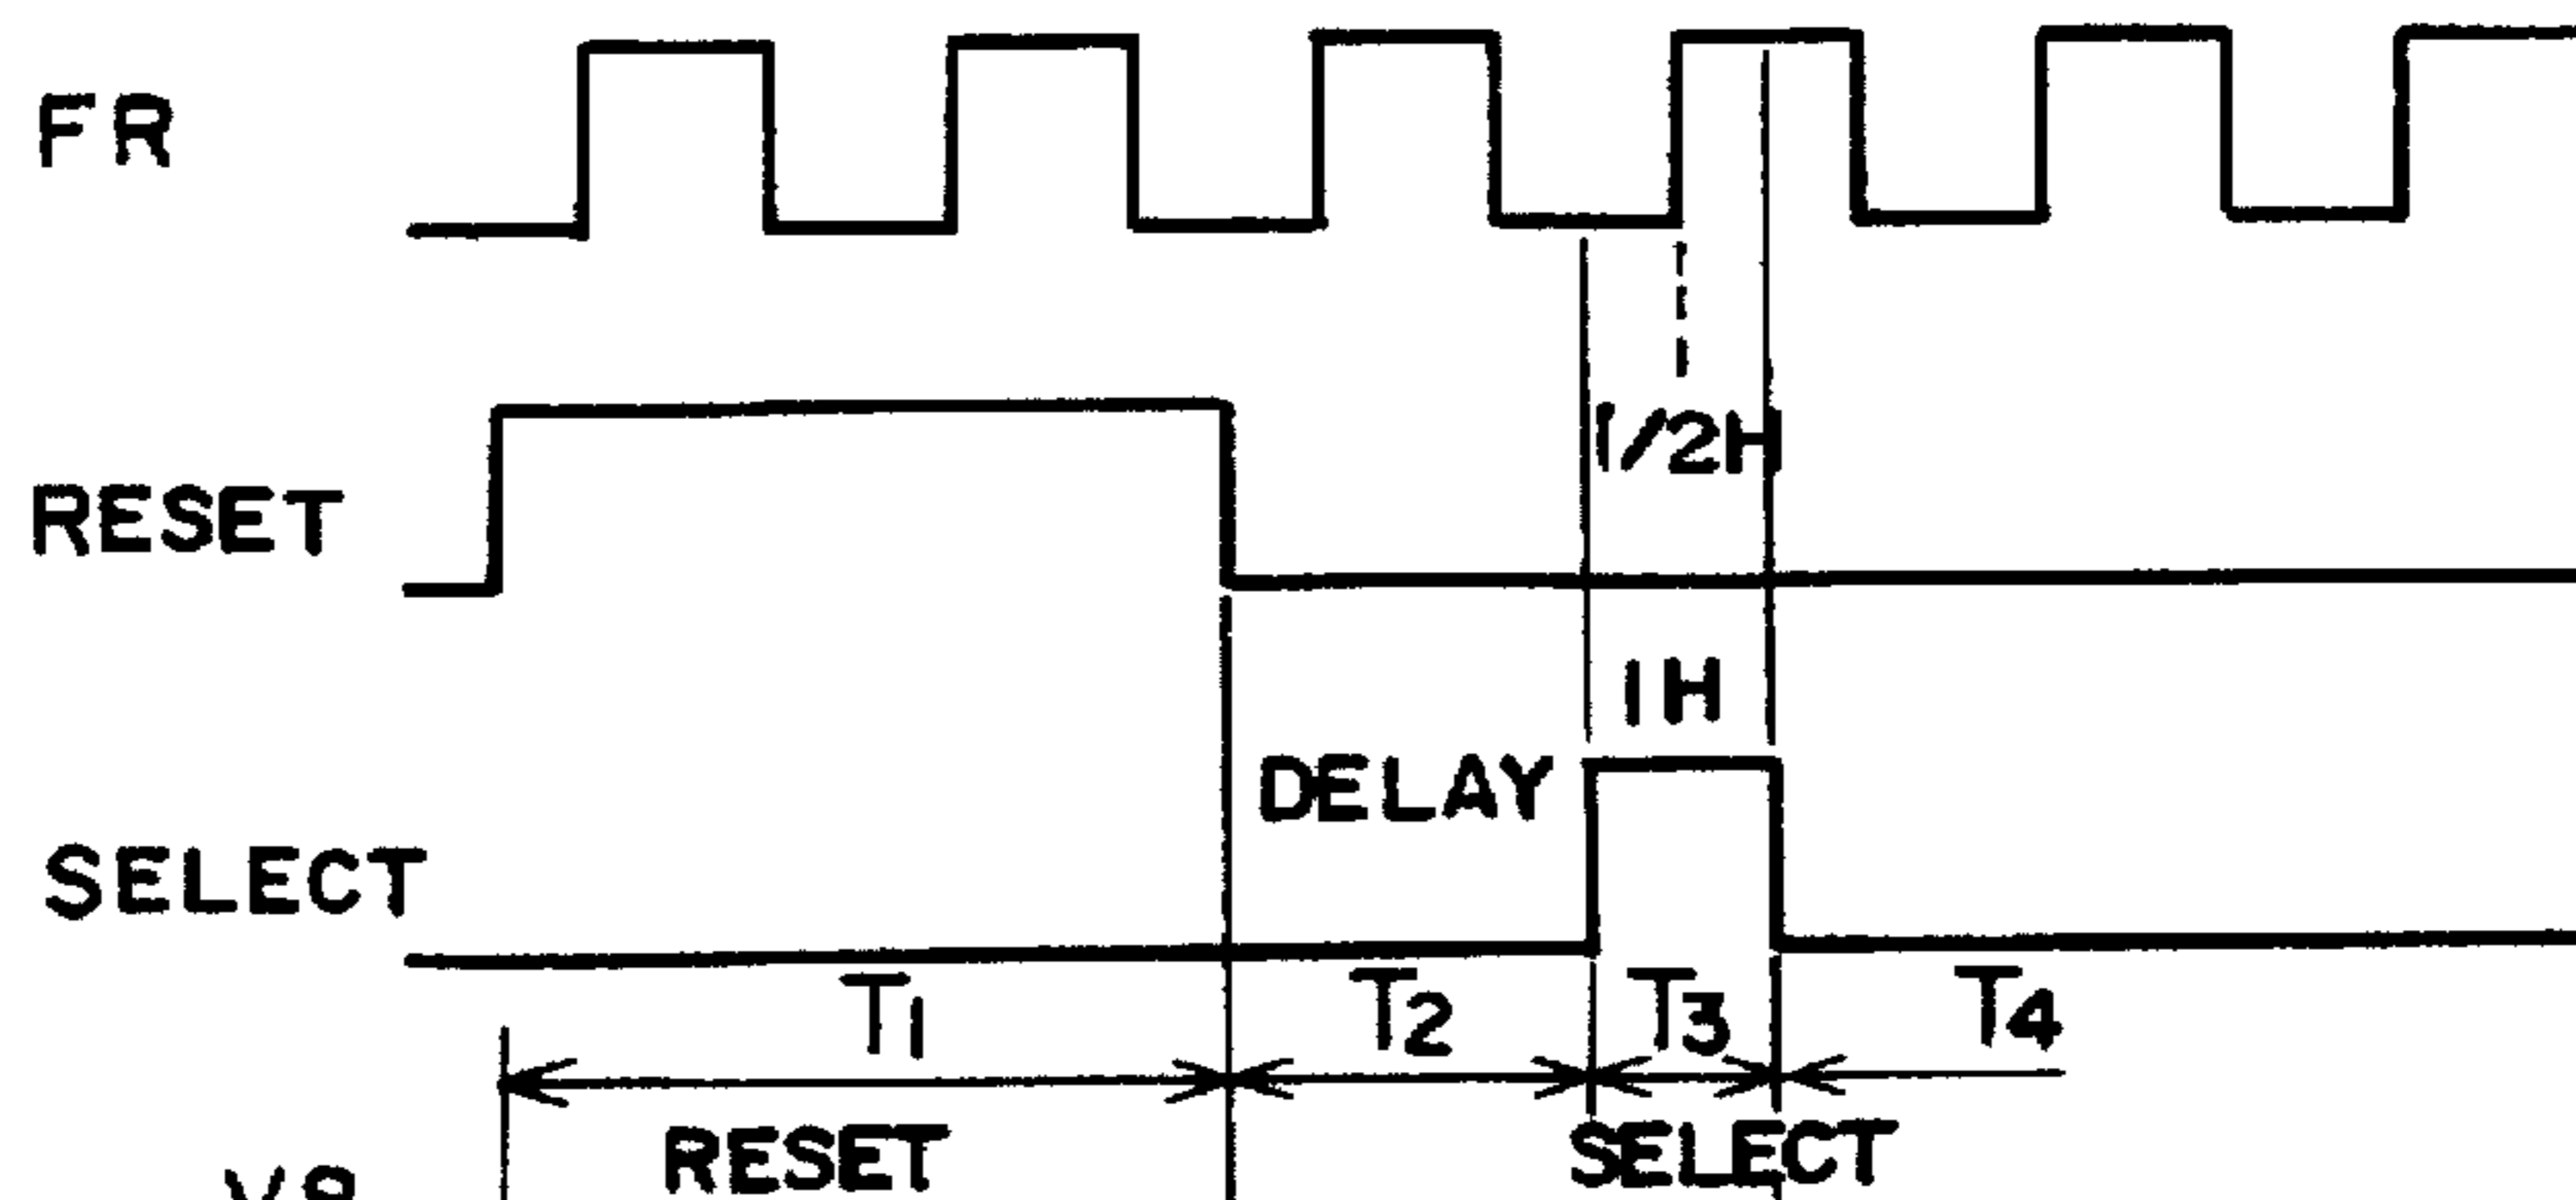 FR
1/2H
RESET
1H
DELAY
SELECT
T1 T2 T3 T4
RESET SELECT